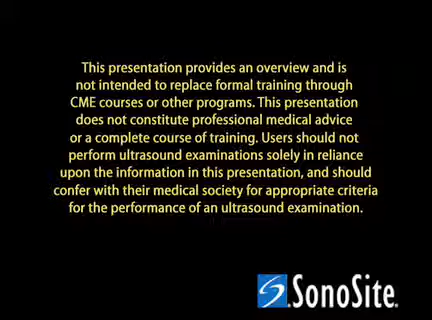 This presentation provides an overview and is
not intended to replace formal training through
CME courses or other programs. This presentation
does not constitute professional medical advice
or a complete course of training. Users should not
perform ultrasound examinations solely in reliance
upon the information in this presentation, and should
confer with their medical society for appropriate criteria
for the performance of an ultrasound examination.
SonoSite®